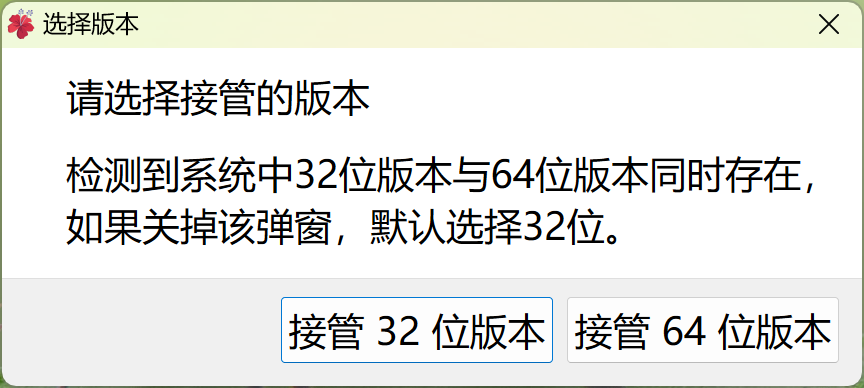 选择版本
请选择接管的版本
检测到系统中32位版本与64位版本同时存在，
如果关掉该弹窗，默认选择32位。
接管 32 位版本
接管 64 位版本